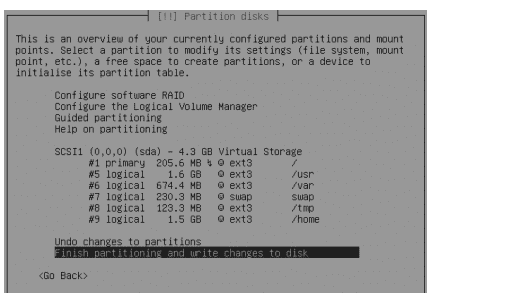 [!!] Partition disks
This is an overview of your currently configured partitions and mount
points. Select a partition to modify its settings (file system, mount
point, etc.), a free space to create partitions, or a device to
initialise its partition table.
Configure software RAID
Configure the Logical Volume Manager
Guided partitioning
Help on partitioning
SCSI1 (0,0,0) (sda) - 4.3 GB Virtual Storage
#1 primary 205.6 MB ext3 /
#5 logical 1.6 GB ext3 /usr
#6 logical 674.4 MB ext3 /var
#7 logical 230.3 MB swap swap
#8 logical 123.3 MB ext3 /tmp
#9 logical 1.5 GB ext3 /home
Undo changes to partitions
Finish partitioning and write changes to disk
<Go Back>